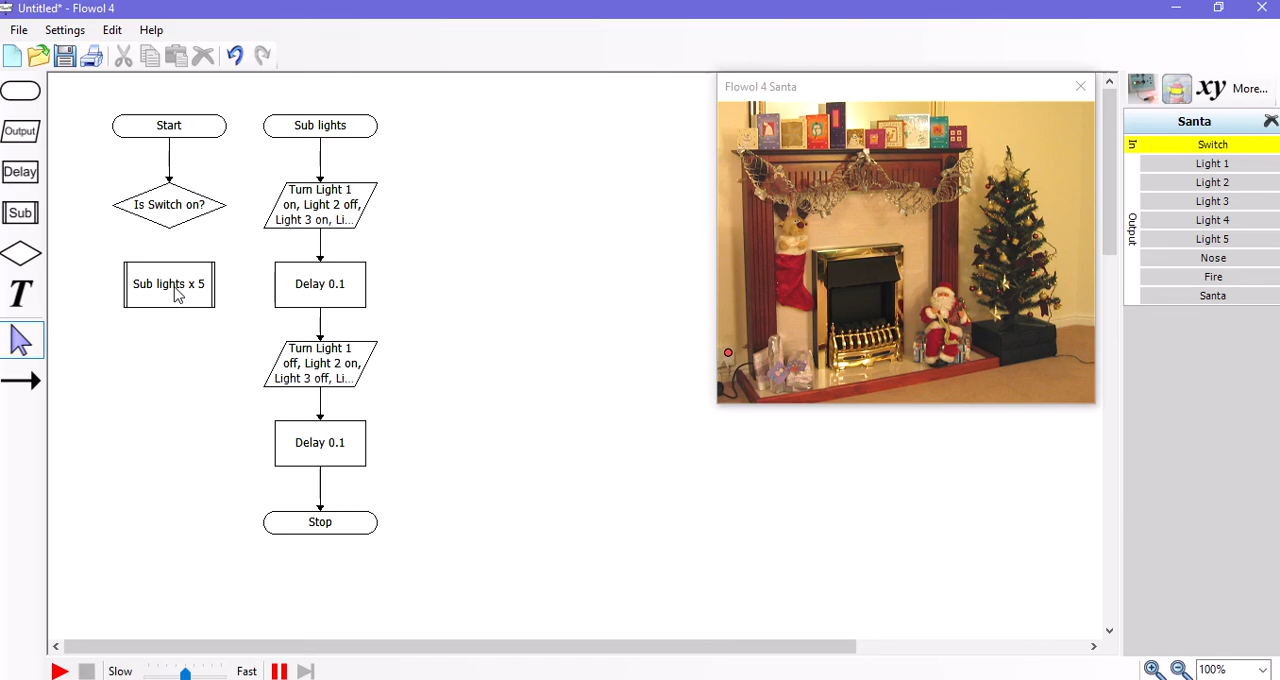 Untitled* - Flowol 4
File Settings Edit Help
Output
Delay
Sub
T
Start
Is Switch on?
Sub lights x 5
Sub lights
Turn Light 1
on, Light 2 off,
Light 3 on, Li...
Delay 0.1
Turn Light 1
off, Light 2 on,
Light 3 off, Li...
Delay 0.1
Stop
Flowol 4 Santa
xy More...
Santa
In
Switch
Output
Light 1
Light 2
Light 3
Light 4
Light 5
Nose
Fire
Santa
Slow Fast
100%